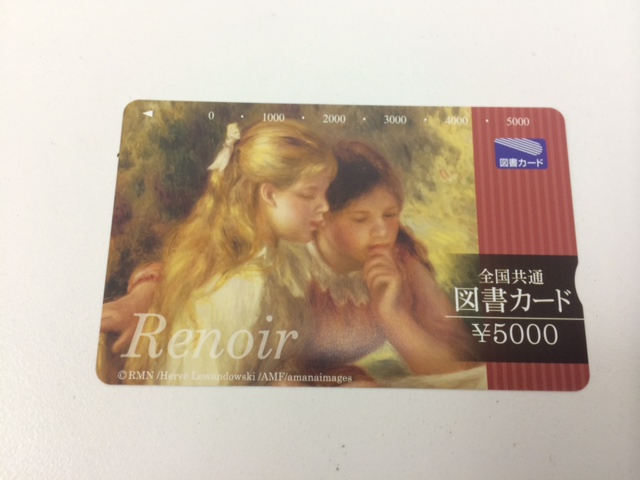 0 ・ 1000 ・ 2000 ・ 3000 ・ 4000 ・ 5000
図書カード
全国共通
図書カード
¥5000
Renoir
©RMN /Hervé Lewandowski /AMF/amanaimages